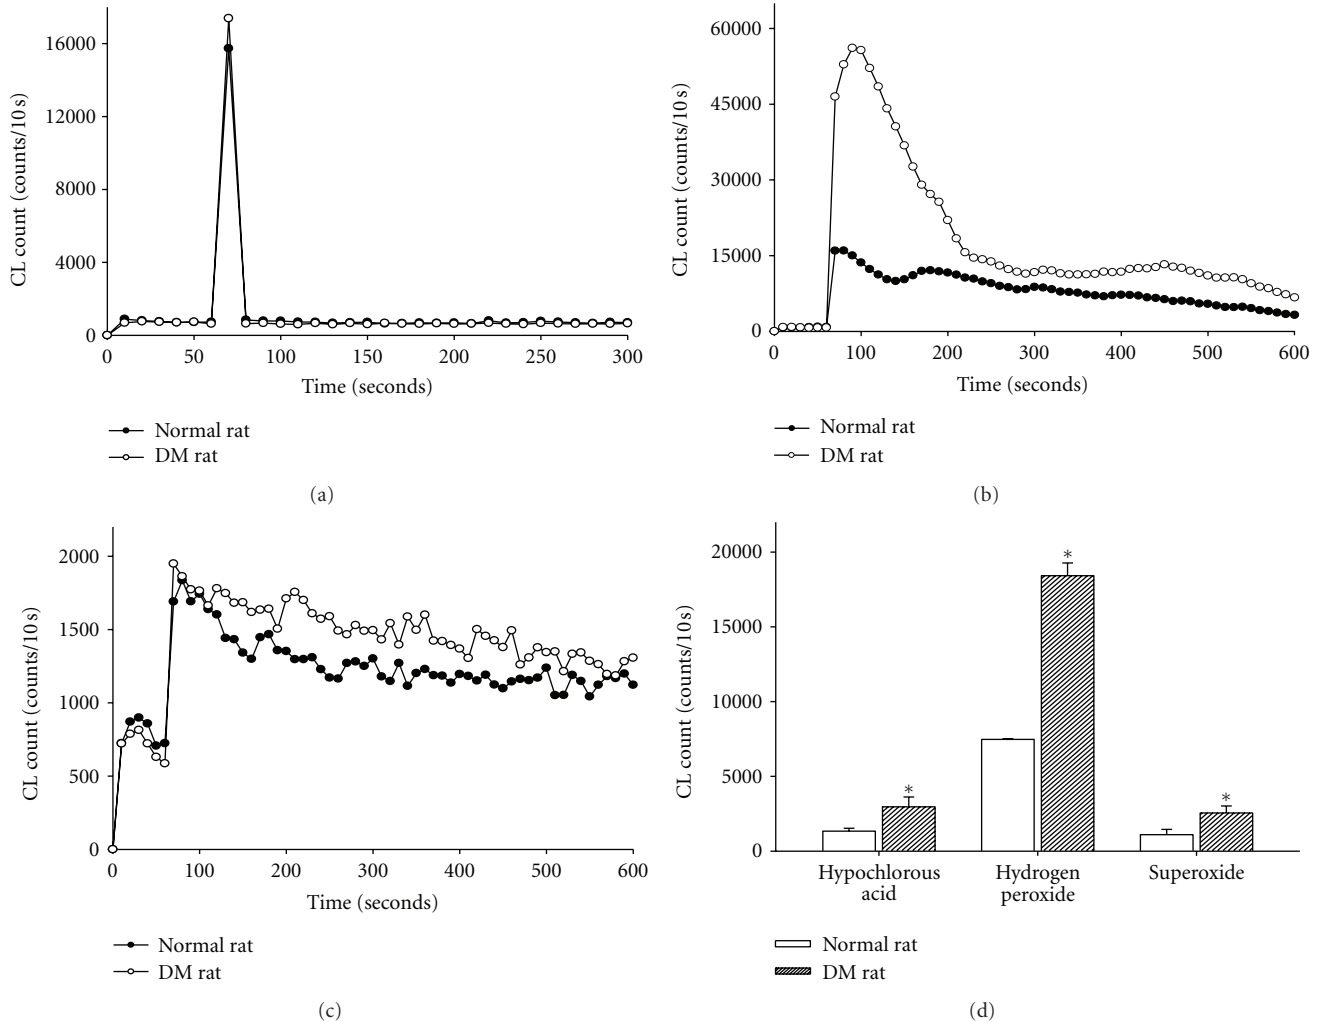 16000
12000
8000
4000
0
CL count (counts/10 s)
0 50 100 150 200 250 300
Time (seconds)
Normal rat
DM rat
(a)
60000
45000
30000
15000
0
CL count (counts/10 s)
0 100 200 300 400 500 600
Time (seconds)
Normal rat
DM rat
(b)
2000
1500
1000
500
0
CL count (counts/10 s)
0 100 200 300 400 500 600
Time (seconds)
Normal rat
DM rat
(c)
20000
15000
10000
5000
0
CL count (counts/10 s)
*
*
*
Hypochlorous
acid
Hydrogen
peroxide
Superoxide
Normal rat
DM rat
(d)